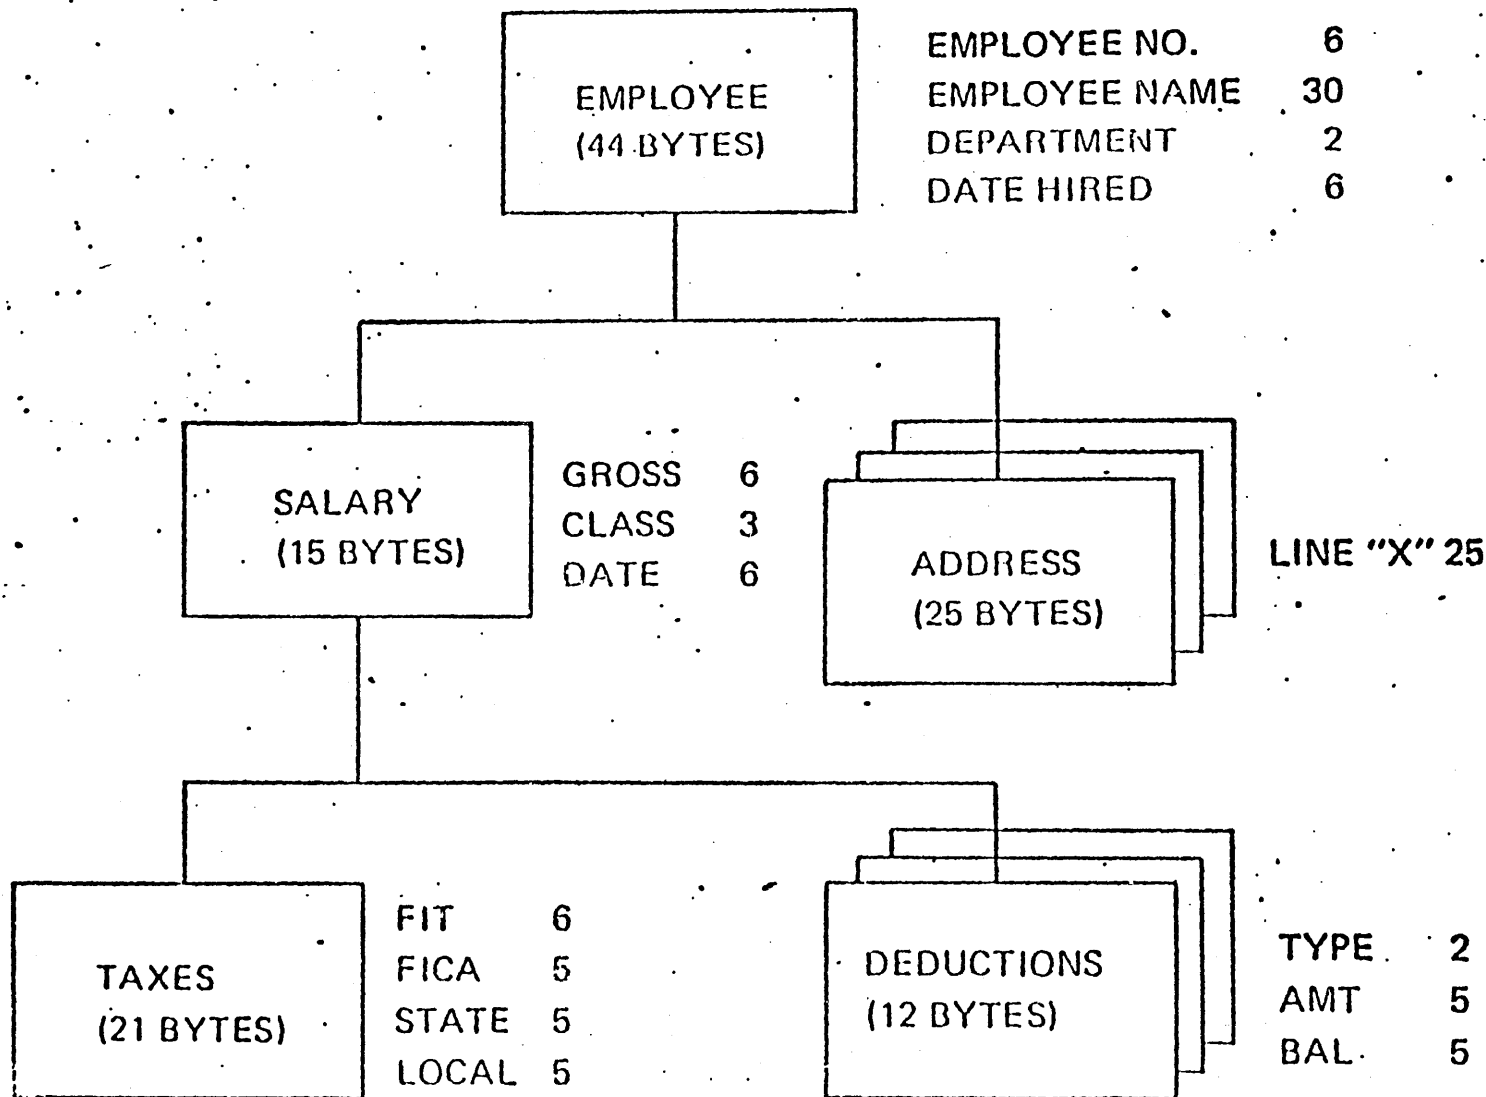 EMPLOYEE
(44 BYTES)
EMPLOYEE NO. 6
EMPLOYEE NAME 30
DEPARTMENT 2
DATE HIRED 6
SALARY
(15 BYTES)
GROSS 6
CLASS 3
DATE 6
ADDRESS
(25 BYTES)
LINE "X" 25
TAXES
(21 BYTES)
FIT 6
FICA 5
STATE 5
LOCAL 5
DEDUCTIONS
(12 BYTES)
TYPE 2
AMT 5
BAL 5